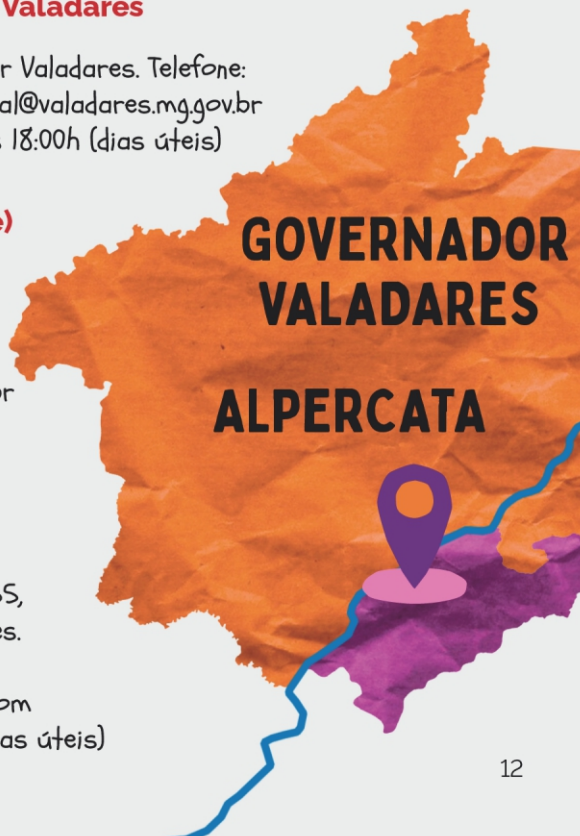 Valadares
r Valadares. Telefone:
al@valadares.mg.gov.br
s 18:00h (dias úteis)
e)
GOVERNADOR
VALADARES
or
ALPERCATA
SS,
es.
om
as úteis)
12